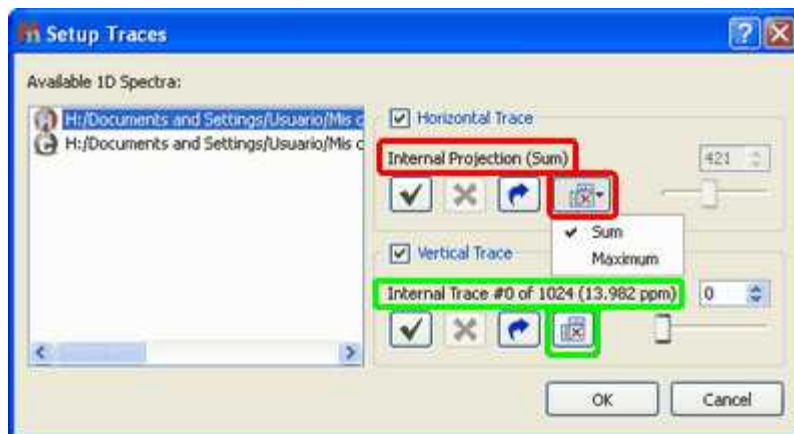 Setup Traces
Available 1D Spectra:
H:/Documents and Settings/Usuario/Mis c
H:/Documents and Settings/Usuario/Mis c
Horizontal Trace
Internal Projection (Sum)
421
Sum
Maximum
Vertical Trace
Internal Trace #0 of 1024 (13.982 ppm)
0
OK
Cancel